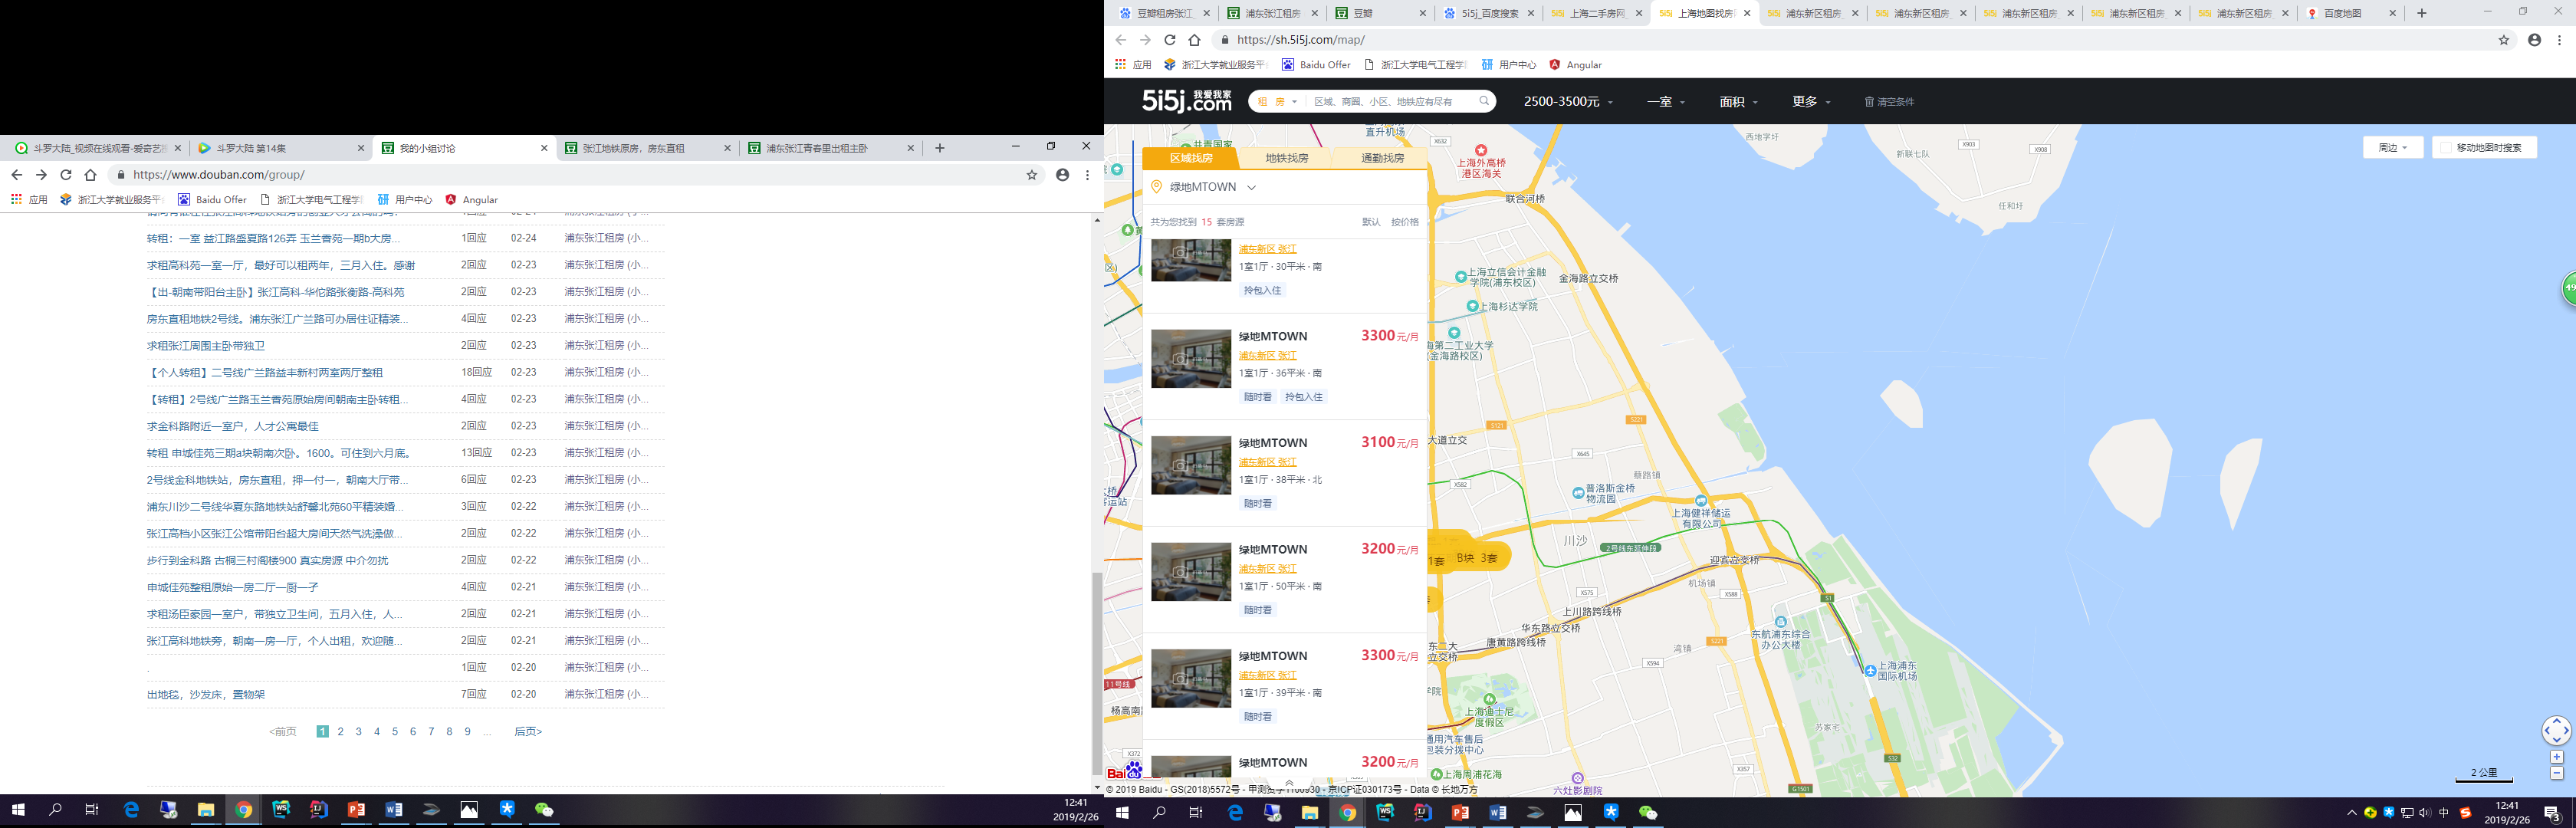 斗罗大陆_视频在线观看-爱奇艺
斗罗大陆 第14集
我的小组讨论
张江地铁原房，房东直租
浦东张江青春里出租主卧
https://www.douban.com/group/
应用
浙江大学就业服务平
Baidu Offer
浙江大学电气工程学
用户中心
Angular
转租：一室 益江路盛夏路126弄 玉兰香苑一期b大房...
1回应
02-24
浦东张江租房 (小...
求租高科苑一室一厅，最好可以租两年，三月入住。感谢
2回应
02-23
浦东张江租房 (小...
【出-朝南带阳台主卧】张江高科-华佗路张衡路-高科苑
2回应
02-23
浦东张江租房 (小...
房东直租地铁2号线。浦东张江广兰路可办居住证精装...
4回应
02-23
浦东张江租房 (小...
求租张江周围主卧带独卫
2回应
02-23
浦东张江租房 (小...
【个人转租】二号线广兰路益丰新村两室两厅整租
18回应
02-23
浦东张江租房 (小...
【转租】2号线广兰路玉兰香苑原始房间朝南主卧转租...
4回应
02-23
浦东张江租房 (小...
求金科路附近一室户，人才公寓最佳
2回应
02-23
浦东张江租房 (小...
转租 申城佳苑三期a块朝南次卧。1600。可住到六月底。
13回应
02-23
浦东张江租房 (小...
2号线金科地铁站，房东直租，押一付一，朝南大厅带...
6回应
02-23
浦东张江租房 (小...
浦东川沙二号线华夏东路地铁站舒馨北苑60平精装婚...
3回应
02-22
浦东张江租房 (小...
张江高档小区张江公馆带阳台超大房间天然气洗澡做...
2回应
02-22
浦东张江租房 (小...
步行到金科路 古桐三村阁楼900 真实房源 中介勿扰
2回应
02-22
浦东张江租房 (小...
申城佳苑整租原始一房二厅一厨一孑
4回应
02-21
浦东张江租房 (小...
求租汤臣豪园一室户，带独立卫生间，五月入住，人...
2回应
02-21
浦东张江租房 (小...
张江高科地铁旁，朝南一房一厅，个人出租，欢迎随...
2回应
02-21
浦东张江租房 (小...
.
1回应
02-20
浦东张江租房 (小...
出地毯，沙发床，置物架
7回应
02-20
浦东张江租房 (小...
<前页 1 2 3 4 5 6 7 8 9 ... 后页>
12:41
2019/2/26
豆瓣租房张江
浦东张江租房
豆瓣
5i5j_百度搜索
上海二手房网
上海地图找房
浦东新区租房
浦东新区租房
浦东新区租房
浦东新区租房
浦东新区租房
百度地图
https://sh.5i5j.com/map/
应用
浙江大学就业服务平
Baidu Offer
浙江大学电气工程学
用户中心
Angular
5i5j 我爱我家 .com
租 房
区域、商圈、小区、地铁应有尽有
2500-3500元
一室
面积
更多
清空条件
区域找房
地铁找房
通勤找房
绿地MTOWN
共为您找到 15 套房源
默认 按价格
浦东新区 张江
1室1厅 · 30平米 · 南
拎包入住
绿地MTOWN
3300元/月
浦东新区 张江
1室1厅 · 36平米 · 南
随时看 拎包入住
绿地MTOWN
3100元/月
浦东新区 张江
1室1厅 · 38平米 · 北
随时看
绿地MTOWN
3200元/月
浦东新区 张江
1室1厅 · 50平米 · 南
随时看
绿地MTOWN
3300元/月
浦东新区 张江
1室1厅 · 39平米 · 南
随时看
绿地MTOWN
3200元/月
周边
移动地图时搜索
直升机场
X632
上海外高桥
港区海关
联合河桥
西地字圩
新联七队
X903
X908
任和圩
上海立信会计金融
学院(浦东校区)
金海路立交桥
上海杉达学院
海第二工业大学
(金海路校区)
S121
S221
大道立交
X645
蔡路镇
X582
普洛斯金桥
物流园
上海健祥储运
有限公司
川沙
2号线东延伸段
1套
B块 3套
迎宾立交桥
机场镇
X575
X588
S1
上川路跨线桥
华东路立交桥
唐黄路跨线桥
东二大
立交桥
S221
湾镇
X594
东航浦东综合
办公大楼
上海浦东
国际机场
上海迪士尼
度假区
通用汽车售后
包装分拨中心
苏家宅
11号线
杨高南
X372
上海周浦花海
六灶影剧院
X357
S32
G1501
2 公里
49
© 2019 Baidu - GS(2018)5572号 - 甲测资字1100930 - 京ICP证030173号 - Data © 长地万方
中
12:41
2019/2/26
3